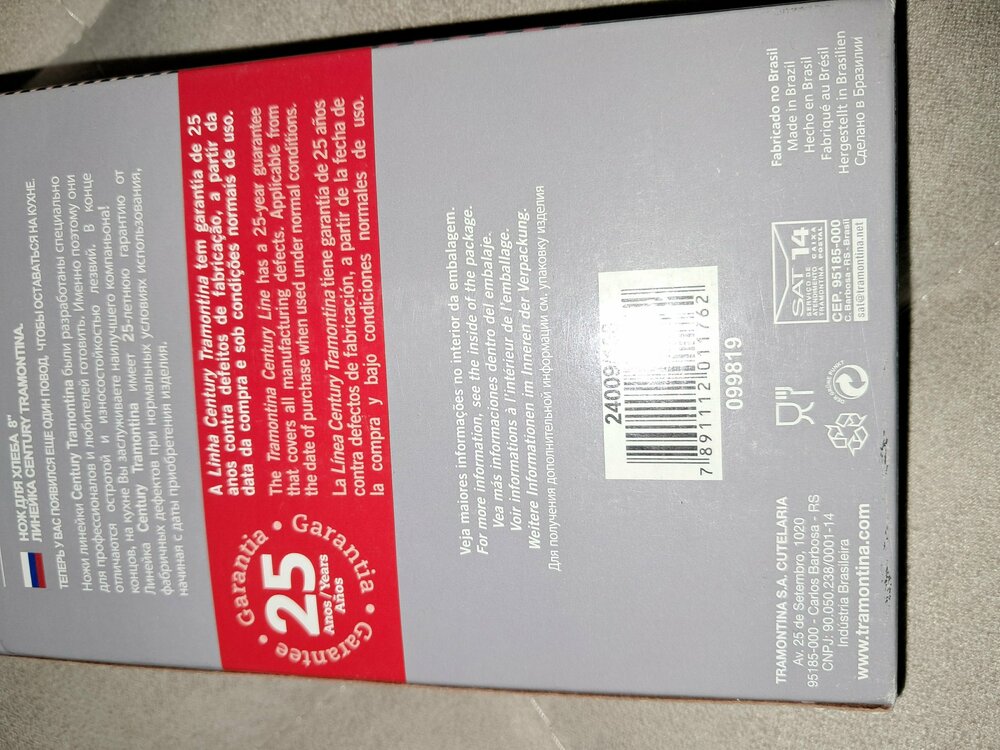 НОЖ ДЛЯ ХЛЕБА 8"
ЛИНЕЙКА CENTURY TRAMONTINA.
ТЕПЕРЬ У ВАС ПОЯВИЛСЯ ЕЩЕ ОДИН ПОВОД, ЧТОБЫ ОСТАВАТЬСЯ НА КУХНЕ.
Ножи линейки Century Tramontina были разработаны специально
для профессионалов и любителей готовить. Именно поэтому они
отличаются остротой и износостойкостью лезвий. В конце
концов, на кухне Вы заслуживаете наилучшего компаньона!
Линейка Century Tramontina имеет 25-летнюю гарантию от
фабричных дефектов при нормальных условиях использования,
начиная с даты приобретения изделия.
Garantia • Garantia • Garantee •
25
Anos/Years
Años
A Linha Century Tramontina tem garantia de 25
anos contra defeitos de fabricação, a partir da
data da compra e sob condições normais de uso.
The Tramontina Century Line has a 25-year guarantee
that covers all manufacturing defects. Applicable from
the date of purchase when used under normal conditions.
La Línea Century Tramontina tiene garantía de 25 años
contra defectos de fabricación, a partir de la fecha de
la compra y bajo condiciones normales de uso.
Veja maiores informações no interior da embalagem.
For more information, see the inside of the package.
Vea más informaciones dentro del embalaje.
Voir informations à l'intérieur de l'emballage.
Weitere Informationen im Inneren der Verpackung.
Для получения дополнительной информации см. упаковку изделия
24009
7 891112 011762
099819
TRAMONTINA S.A. CUTELARIA
Av. 25 de Setembro, 1020
95185-000 - Carlos Barbosa - RS
CNPJ: 90.050.238/0001-14
Indústria Brasileira
www.tramontina.com
SAT 14
SERVIÇO DE
ATENDIMENTO CAIXA
TRAMONTINA POSTAL
CEP 95185-000
C. Barbosa - RS - Brasil
sat@tramontina.net
Fabricado no Brasil
Made in Brazil
Hecho en Brasil
Fabriqué au Brésil
Hergestellt in Brasilien
Сделано в Бразилии